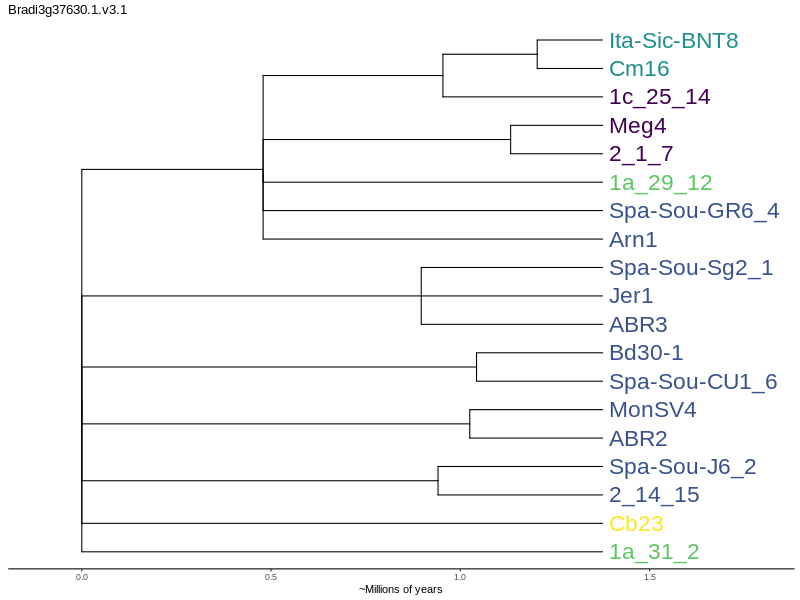 Bradi3g37630.1.v3.1
Ita-Sic-BNT8
Cm16
1c_25_14
Meg4
2_1_7
1a_29_12
Spa-Sou-GR6_4
Arn1
Spa-Sou-Sg2_1
Jer1
ABR3
Bd30-1
Spa-Sou-CU1_6
MonSV4
ABR2
Spa-Sou-J6_2
2_14_15
Cb23
1a_31_2
0.0 0.5 1.0 1.5
~Millions of years